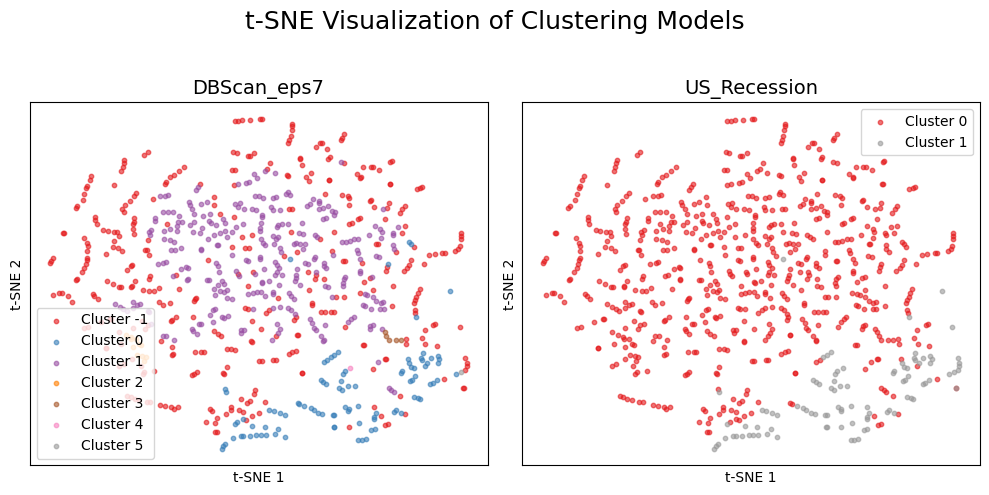 t-SNE Visualization of Clustering Models
DBScan_eps7
t-SNE 2
Cluster -1
Cluster 0
Cluster 1
Cluster 2
Cluster 3
Cluster 4
Cluster 5
t-SNE 1
US_Recession
t-SNE 2
Cluster 0
Cluster 1
t-SNE 1